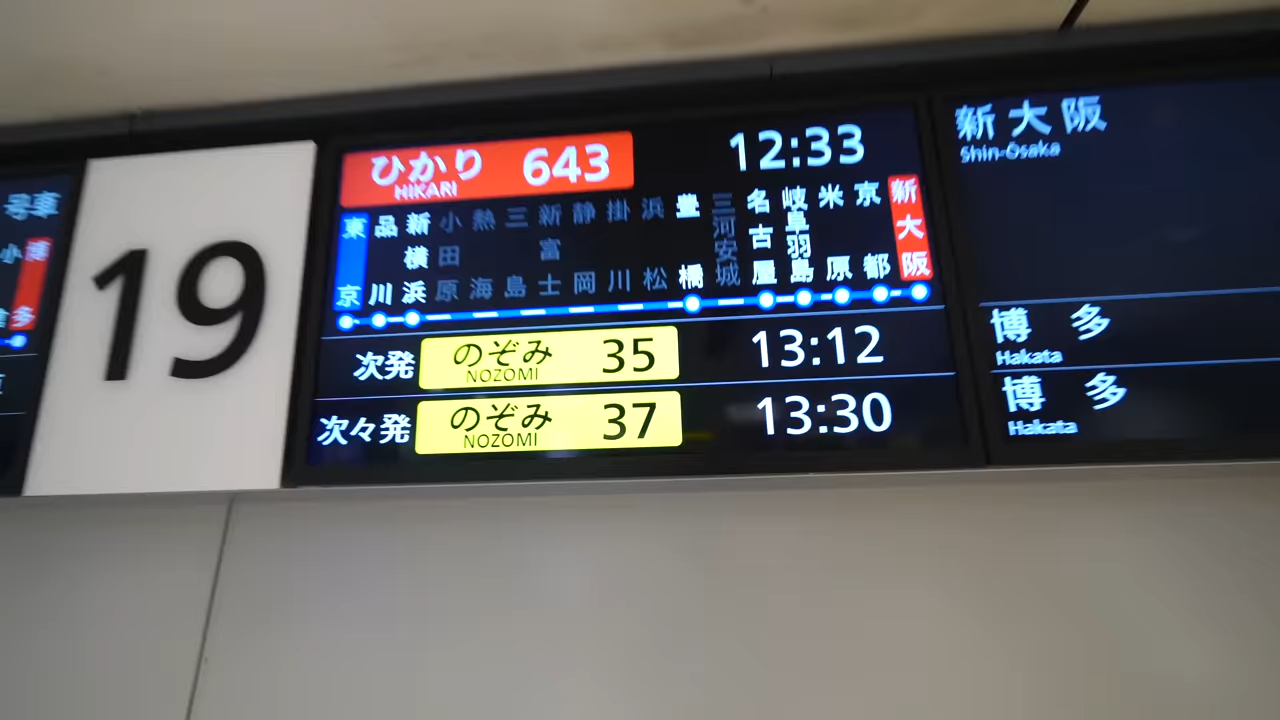 19
ひかり 643 12:33
HIKARI
東京 品川 新横浜 小田原 熱海 三島 新富士 静岡 掛川 浜松 豊橋 三河安城 名古屋 岐阜羽島 米原 京都 新大阪
次発 のぞみ 35 13:12
NOZOMI
次々発 のぞみ 37 13:30
NOZOMI
新大阪
Shin-Osaka
博多
Hakata
博多
Hakata